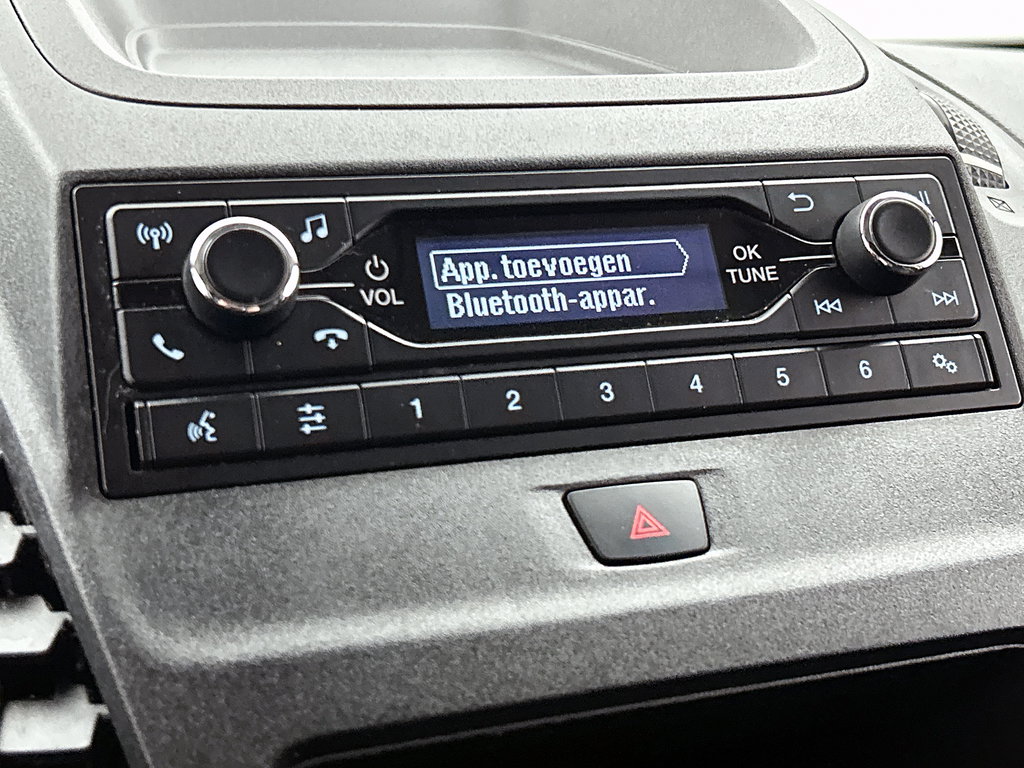 App. toevoegen
Bluetooth-appar.
VOL
OK
TUNE
1 2 3 4 5 6